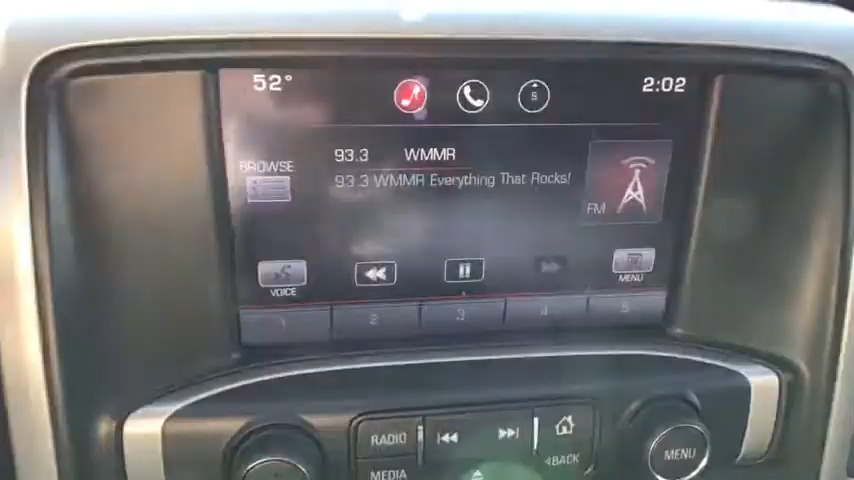 52°
S
2:02
93.3 WMMR
BROWSE
93.3 WMMR Everything That Rocks!
FM
VOICE
MENU
1 2 3 4 5
RADIO
BACK
MENU
MEDIA